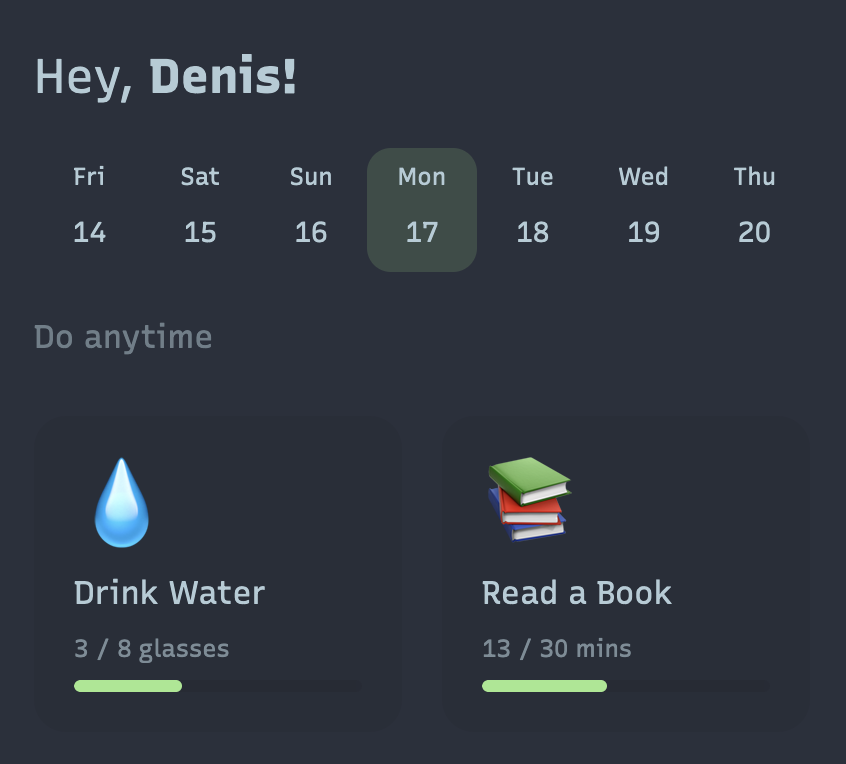 Hey, Denis!
Fri Sat Sun Mon Tue Wed Thu
14 15 16 17 18 19 20
Do anytime
Drink Water
3 / 8 glasses
Read a Book
13 / 30 mins